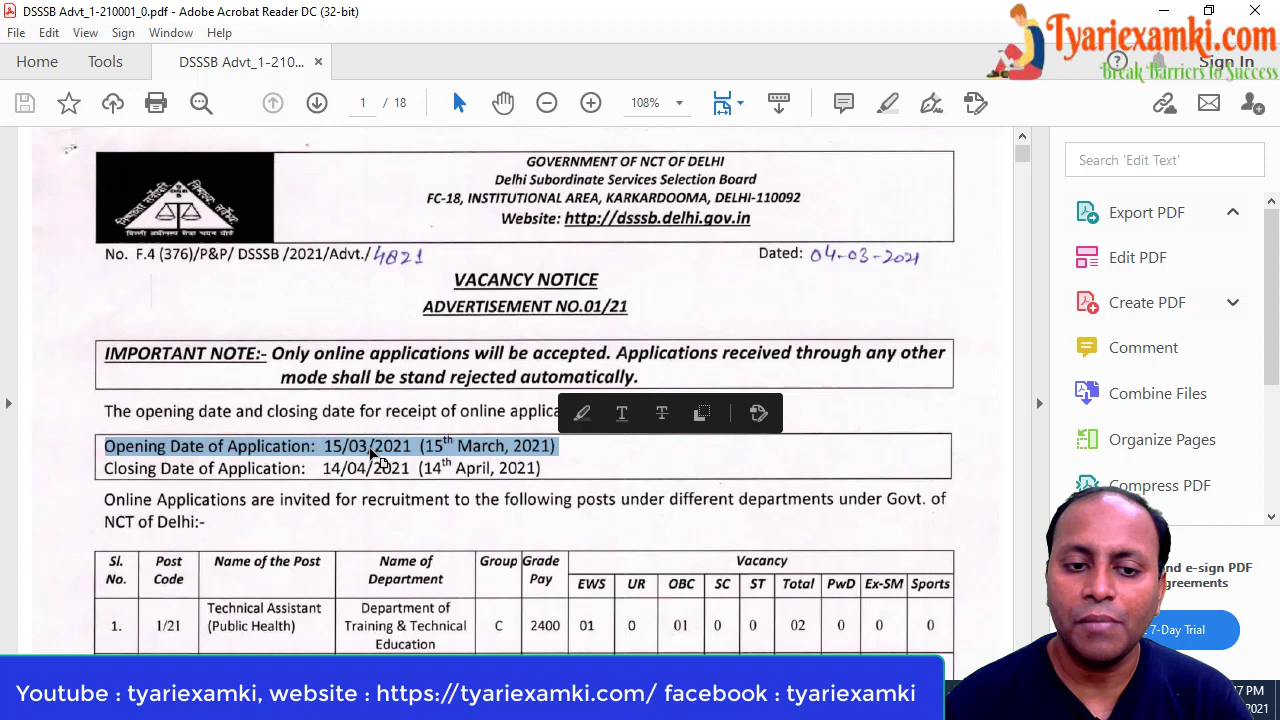 DSSSB Advt_1-210001_0.pdf - Adobe Acrobat Reader DC (32-bit)
File Edit View Sign Window Help
Tyariexamki.com
Break Barriers to Success
Home Tools DSSSB Advt_1-210... × Sign In
1 / 18 108%
GOVERNMENT OF NCT OF DELHI
Delhi Subordinate Services Selection Board
FC-18, INSTITUTIONAL AREA, KARKARDOOMA, DELHI-110092
Website: http://dsssb.delhi.gov.in
No. F.4 (376)/P&P/ DSSSB /2021/Advt./4821 Dated: 04-03-2021
VACANCY NOTICE
ADVERTISEMENT NO.01/21
IMPORTANT NOTE:- Only online applications will be accepted. Applications received through any other
mode shall be stand rejected automatically.
The opening date and closing date for receipt of online applica
Opening Date of Application: 15/03/2021 (15th March, 2021)
Closing Date of Application: 14/04/2021 (14th April, 2021)
Online Applications are invited for recruitment to the following posts under different departments under Govt. of
NCT of Delhi:-
Sl. No. Post Code Name of the Post Name of Department Group Grade Pay Vacancy
EWS UR OBC SC ST Total PwD Ex-SM Sports
1. 1/21 Technical Assistant (Public Health) Department of Training & Technical Education C 2400 01 0 01 0 0 02 0 0 0
Search 'Edit Text'
Export PDF
Edit PDF
Create PDF
Comment
Combine Files
Organize Pages
Compress PDF
nd e-sign PDF
greements
7-Day Trial
Youtube : tyariexamki, website : https://tyariexamki.com/ facebook : tyariexamki
7 PM
2021